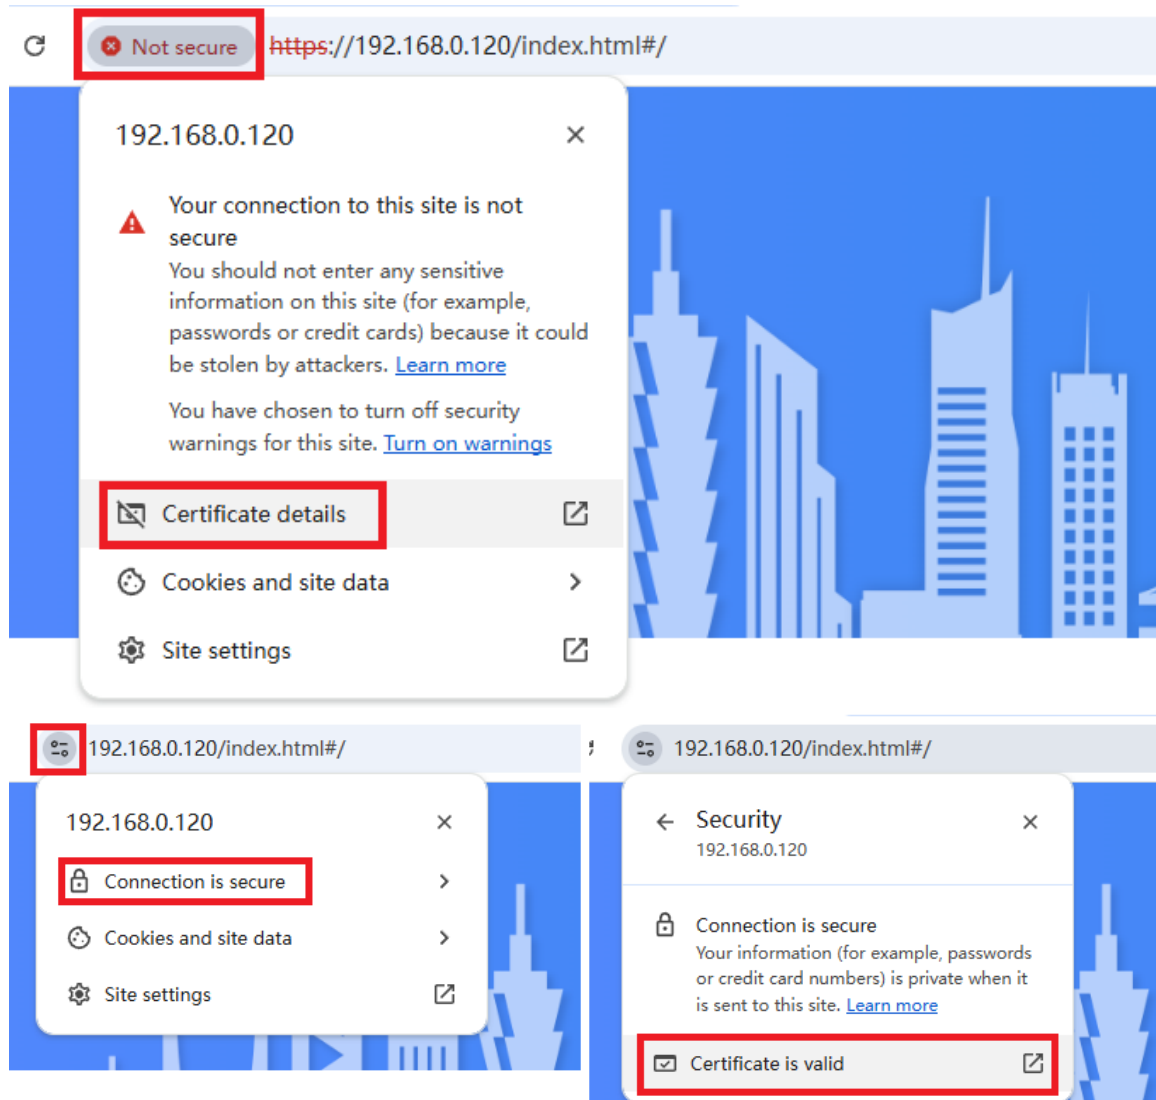 Not secure https://192.168.0.120/index.html#/
192.168.0.120
Your connection to this site is not
secure
You should not enter any sensitive
information on this site (for example,
passwords or credit cards) because it could
be stolen by attackers. Learn more
You have chosen to turn off security
warnings for this site. Turn on warnings
Certificate details
Cookies and site data
Site settings
192.168.0.120/index.html#/
192.168.0.120
Connection is secure
Cookies and site data
Site settings
192.168.0.120/index.html#/
Security
192.168.0.120
Connection is secure
Your information (for example, passwords
or credit card numbers) is private when it
is sent to this site. Learn more
Certificate is valid